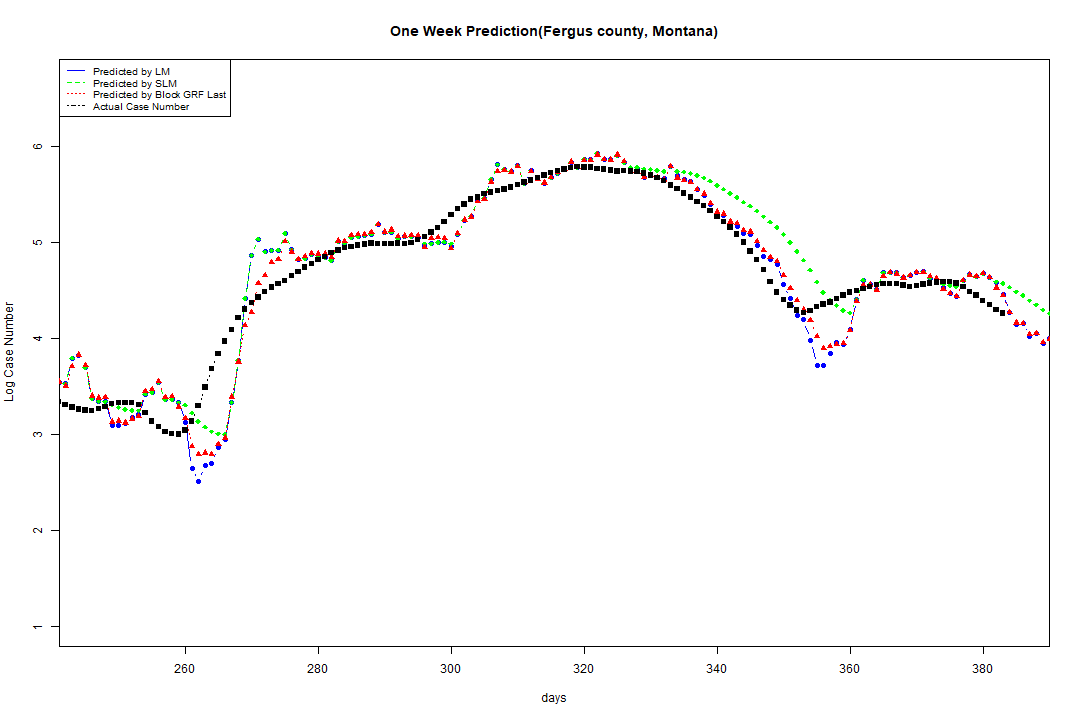 One Week Prediction(Fergus county, Montana)
Predicted by LM
Predicted by SLM
Predicted by Block GRF Last
Actual Case Number
6
5
4
3
2
1
Log Case Number
260 280 300 320 340 360 380
days